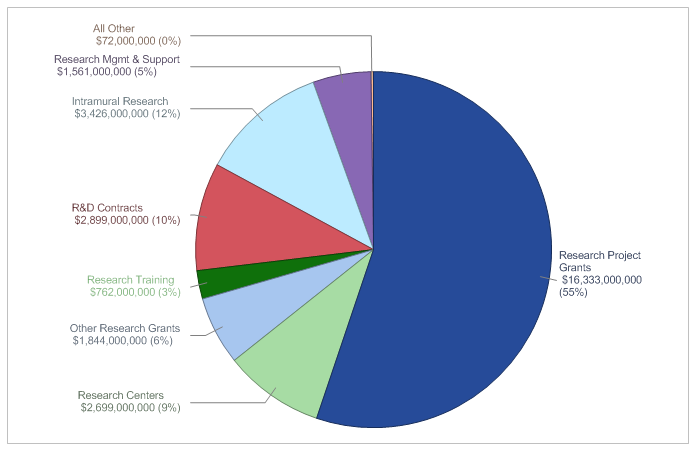 All Other
$72,000,000 (0%)
Research Mgmt & Support
$1,561,000,000 (5%)
Intramural Research
$3,426,000,000 (12%)
R&D Contracts
$2,899,000,000 (10%)
Research Training
$762,000,000 (3%)
Other Research Grants
$1,844,000,000 (6%)
Research Centers
$2,699,000,000 (9%)
Research Project
Grants
$16,333,000,000
(55%)